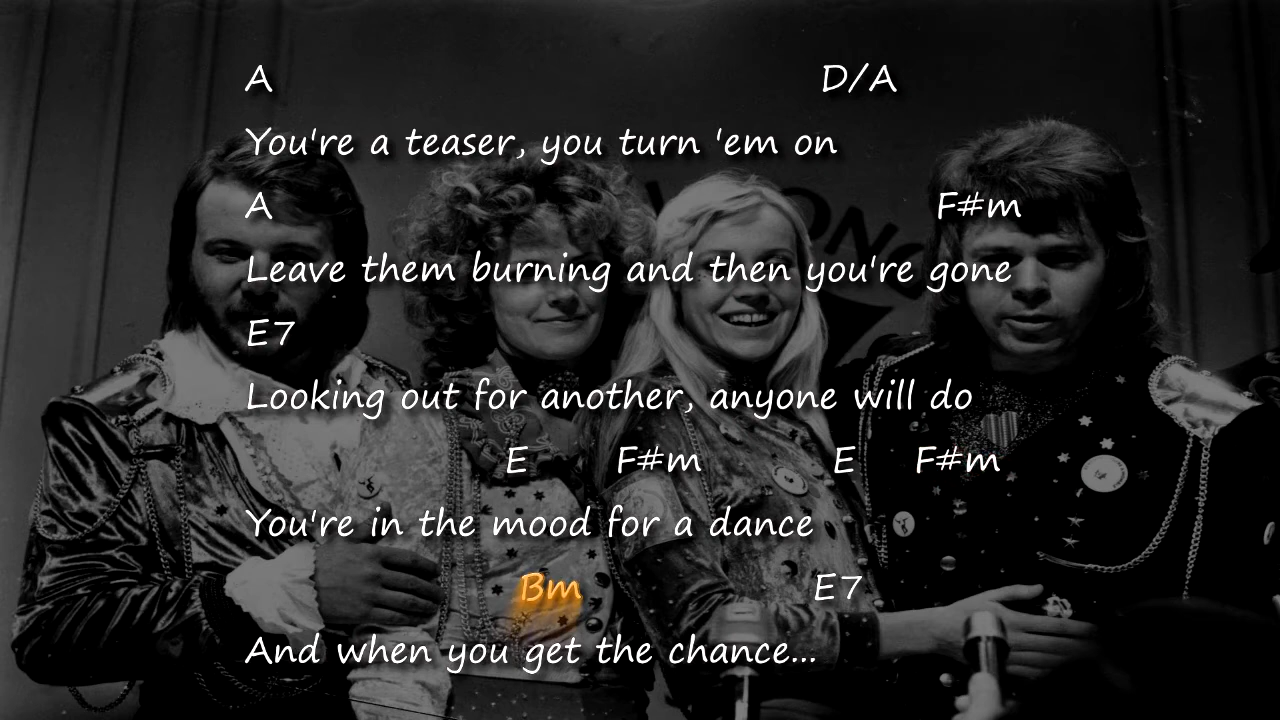 A D/A
You're a teaser, you turn 'em on
A F#m
Leave them burning and then you're gone
E7
Looking out for another, anyone will do
E F#m E F#m
You're in the mood for a dance
Bm E7
And when you get the chance...